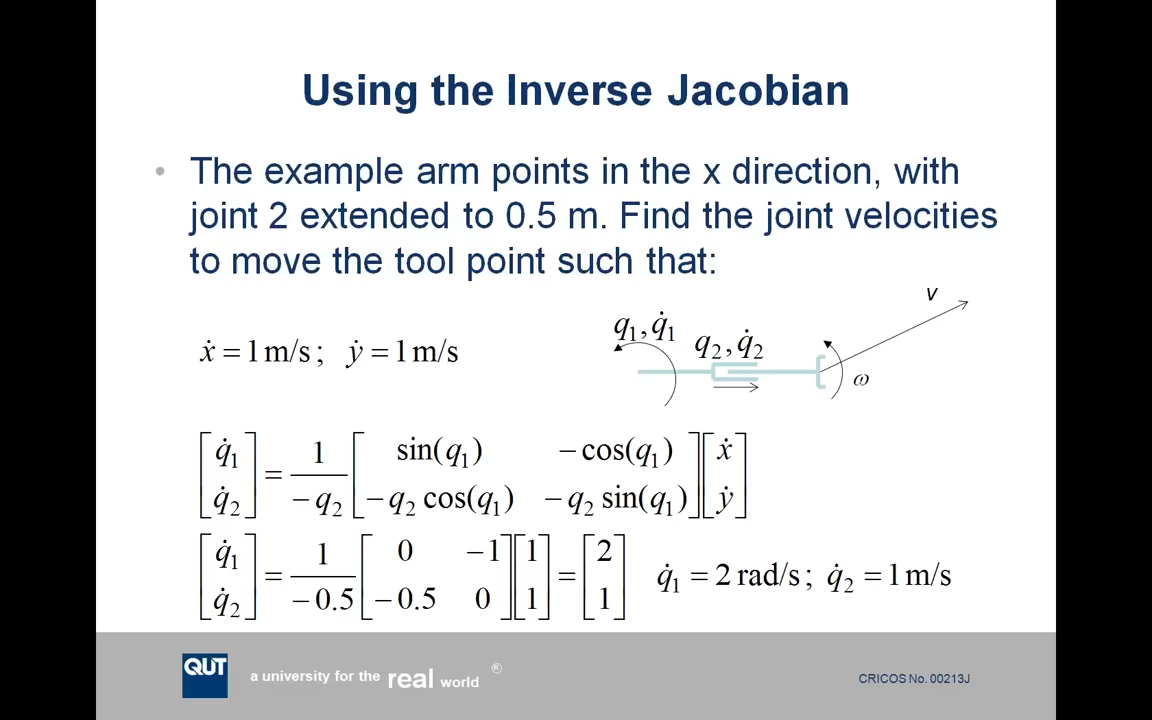 Using the Inverse Jacobian
• The example arm points in the x direction, with
joint 2 extended to 0.5 m. Find the joint velocities
to move the tool point such that:
v
q₁, q̇₁
q₂, q̇₂
ẋ = 1 m/s ; ẏ = 1 m/s
ω
[q̇₁; q̇₂] = 1/(− q₂) [sin(q₁) − cos(q₁); − q₂ cos(q₁) − q₂ sin(q₁)] [ẋ; ẏ]
[q̇₁; q̇₂] = 1/(− 0.5) [0 −1; − 0.5 0] [1; 1] = [2; 1] q̇₁ = 2 rad/s ; q̇₂ = 1 m/s
QUT
a university for the real world ®
CRICOS No. 00213J